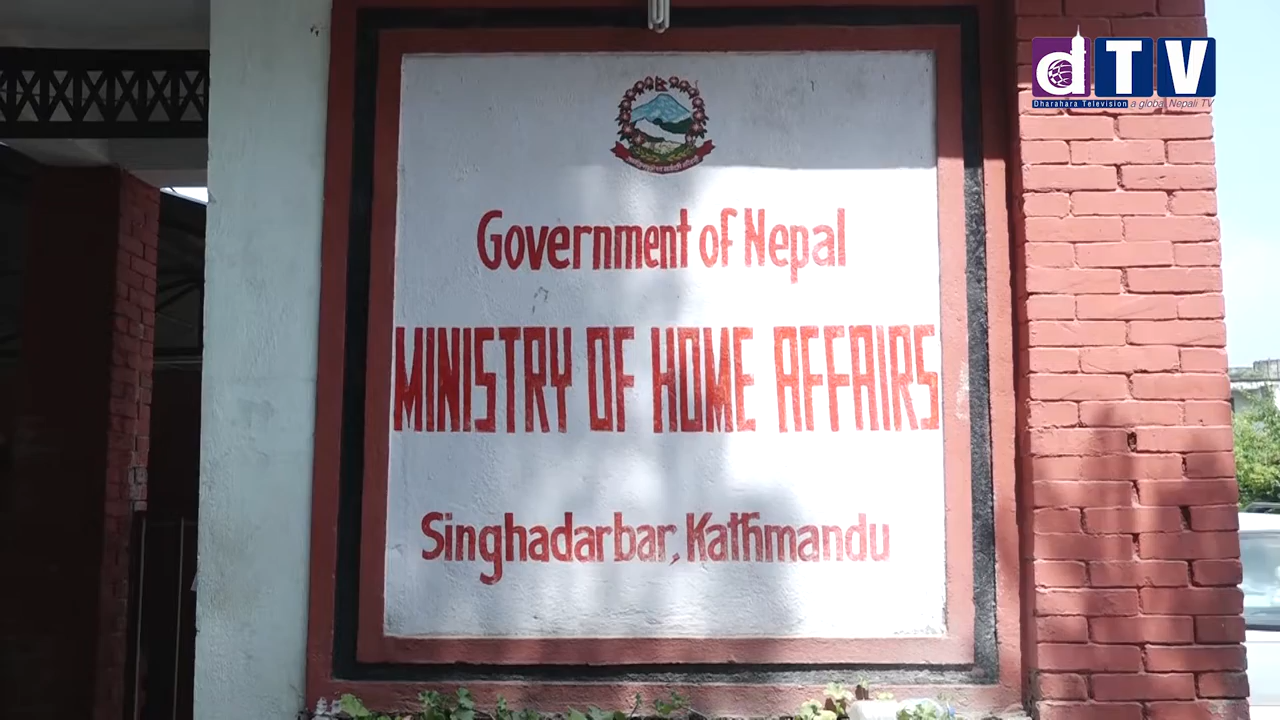 dTV
Dharahara Television a global Nepali TV
Government of Nepal
MINISTRY OF HOME AFFAIRS
Singhadarbar, Kathmandu